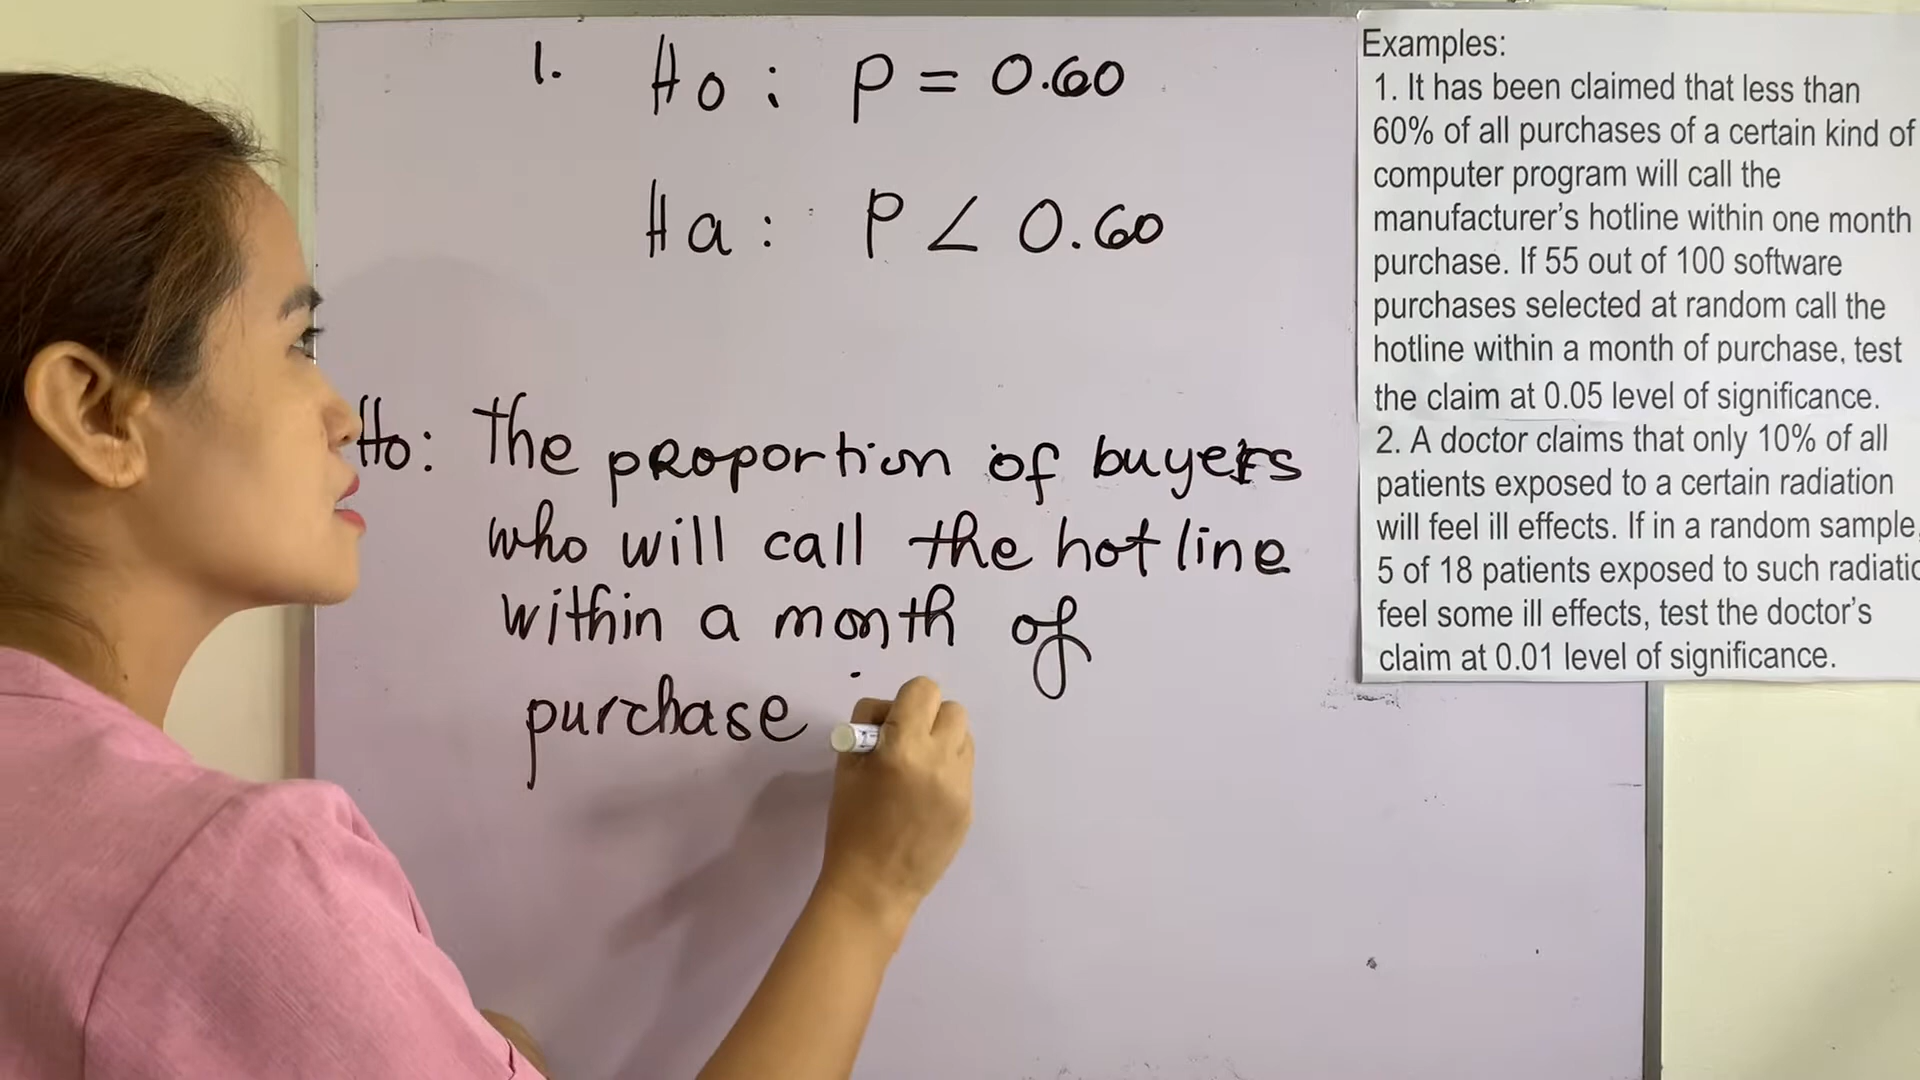 1. Ho : p = 0.60
Ha : p < 0.60
Ho: The proportion of buyers
who will call the hotline
within a month of
purchase
Examples:
1. It has been claimed that less than
60% of all purchases of a certain kind of
computer program will call the
manufacturer's hotline within one month
purchase. If 55 out of 100 software
purchases selected at random call the
hotline within a month of purchase, test
the claim at 0.05 level of significance.
2. A doctor claims that only 10% of all
patients exposed to a certain radiation
will feel ill effects. If in a random sample,
5 of 18 patients exposed to such radiatio
feel some ill effects, test the doctor's
claim at 0.01 level of significance.